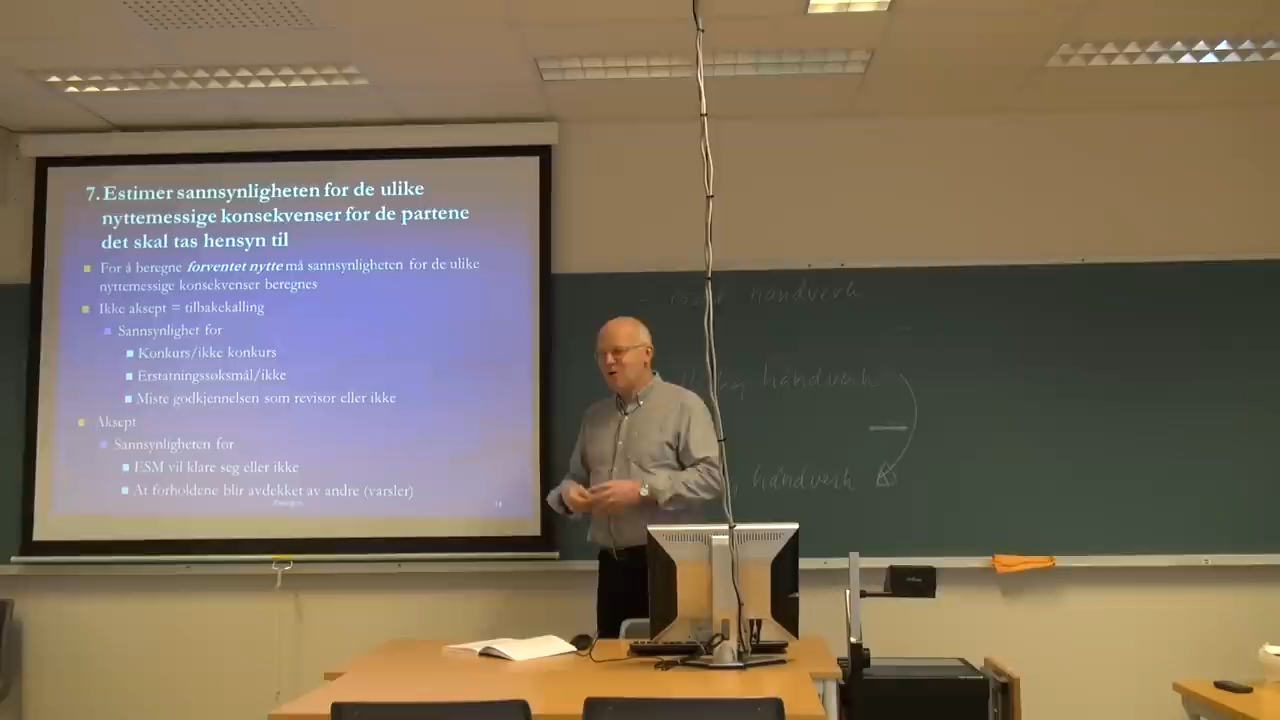 7. Estimer sannsynligheten for de ulike
nyttemessige konsekvenser for de partene
det skal tas hensyn til
For å beregne forventet nytte må sannsynligheten for de ulike
nyttemessige konsekvenser beregnes
Ikke aksept = tilbakekalling
Sannsynlighet for
Konkurs/ikke konkurs
Erstatningssøksmål/ikke
Miste godkjennelsen som revisor eller ikke
Aksept
Sannsynligheten for
ESM vil klare seg eller ikke
At forholdene blir avdekket av andre (varsler)
14
håndverk
håndverk
håndverk